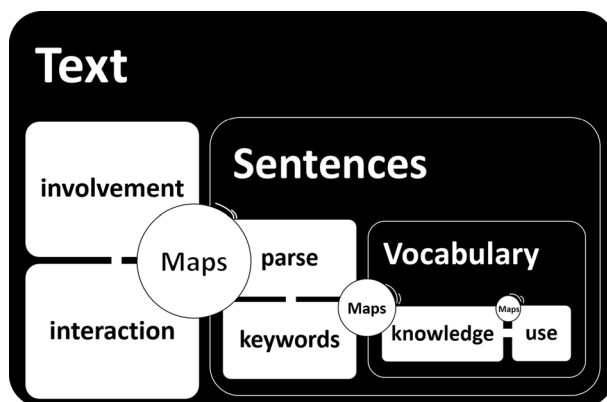 Text
involvement
Sentences
Maps
parse
Vocabulary
interaction
keywords
Maps
knowledge
Maps
use